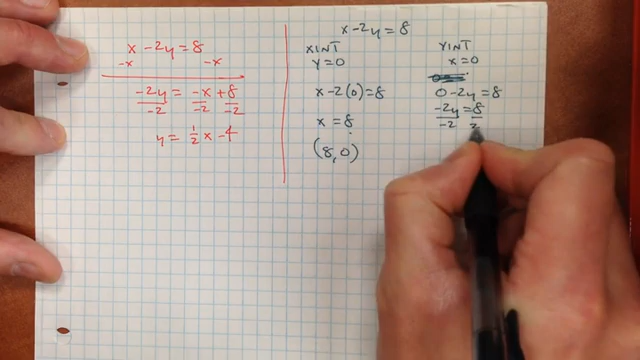 x - 2y = 8
-x -x
-2y = -x + 8
-2 -2 -2
y = 1/2 x - 4
x - 2y = 8
XINT
y = 0
x - 2(0) = 8
x = 8
(8, 0)
YINT
x = 0
0 - 2y = 8
-2y = 8
-2